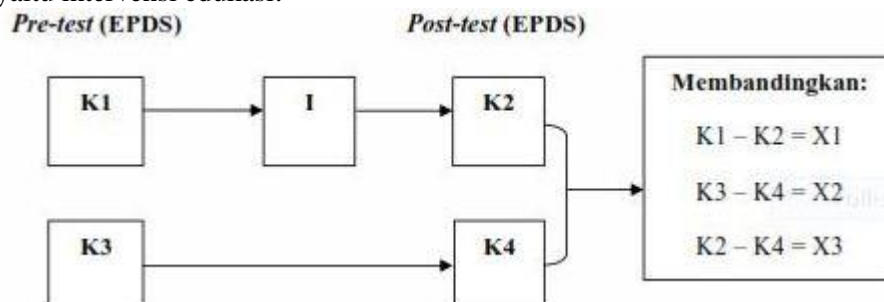 intervensi edukasi.
Pre-test (EPDS) Post-test (EPDS)
K1 I K2
K3 K4
Membandingkan:
K1 – K2 = X1
K3 – K4 = X2
K2 – K4 = X3